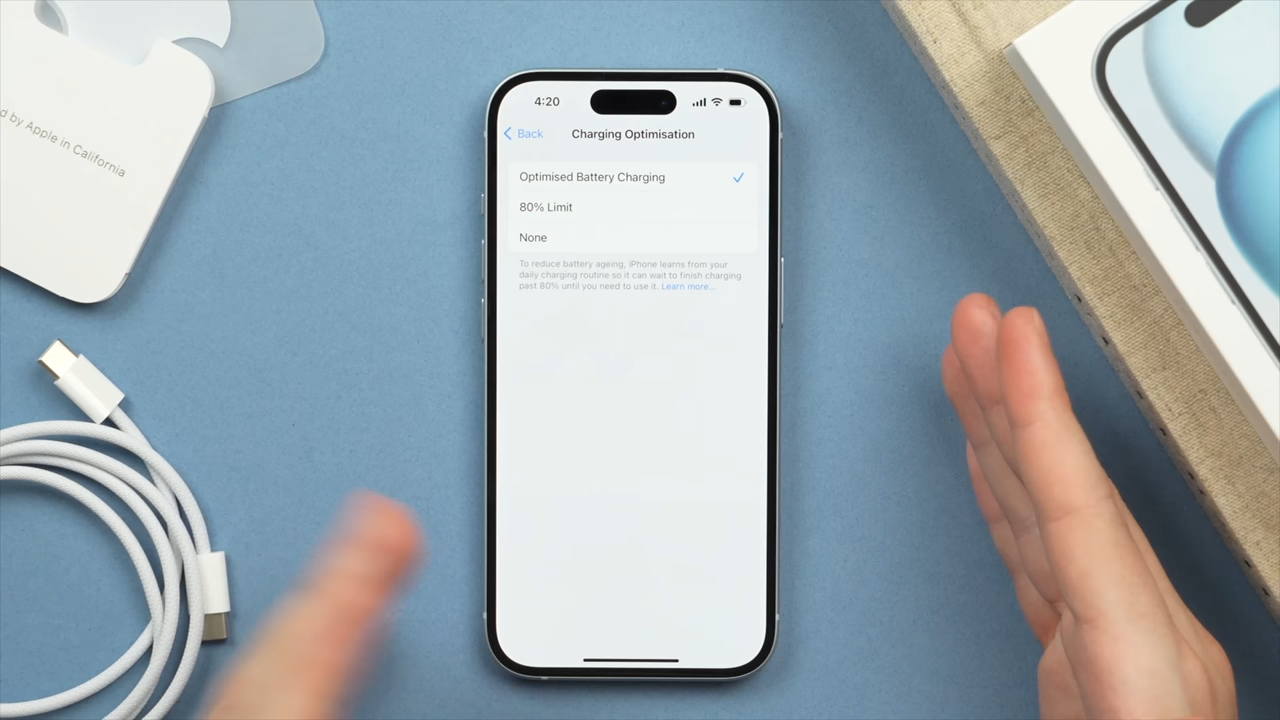 d by Apple in California
4:20
Back
Charging Optimisation
Optimised Battery Charging
80% Limit
None
To reduce battery ageing, iPhone learns from your
daily charging routine so it can wait to finish charging
past 80% until you need to use it. Learn more...